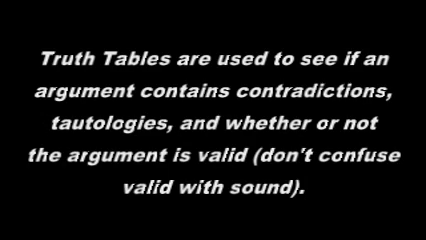 Truth Tables are used to see if an
argument contains contradictions,
tautologies, and whether or not
the argument is valid (don't confuse
valid with sound).